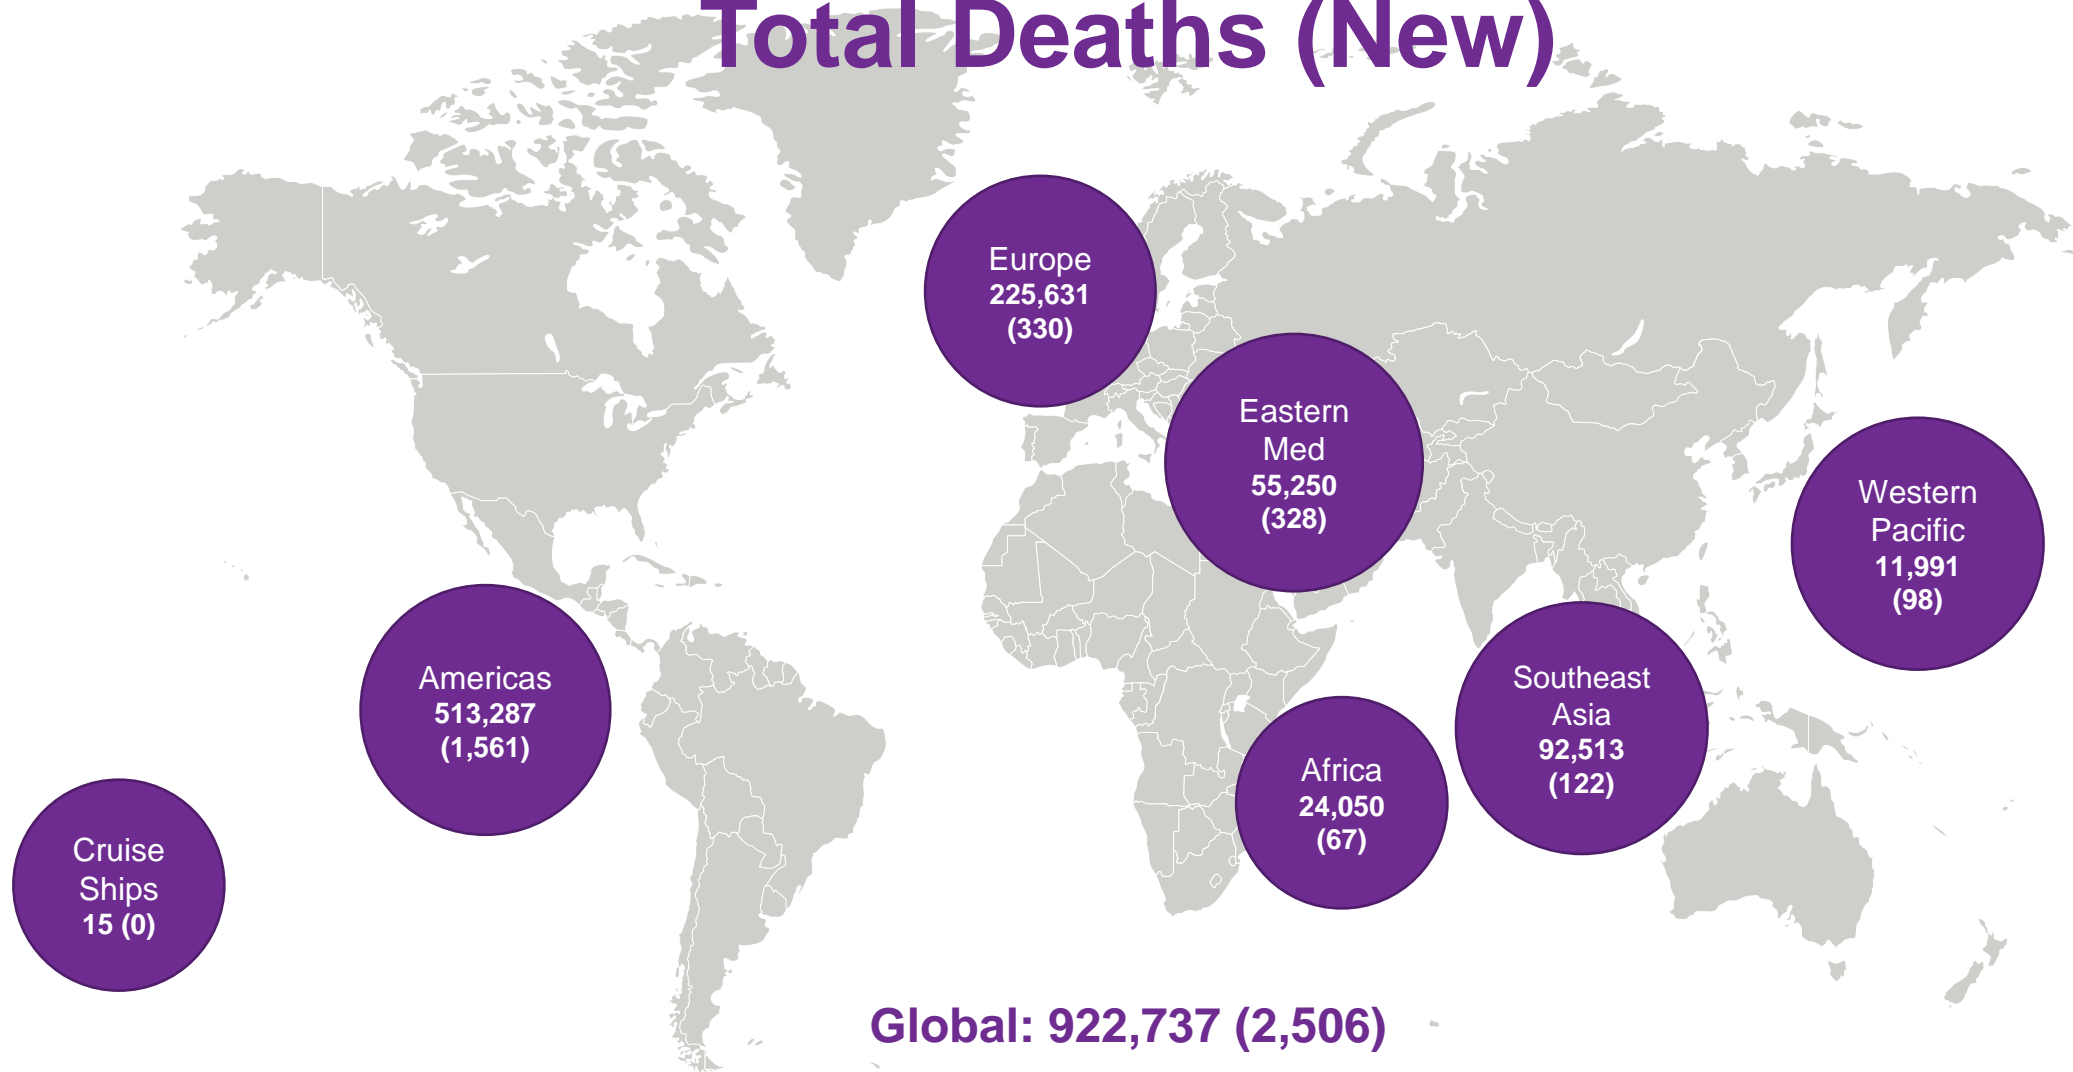 Total Deaths (New)
Europe
225,631
(330)
Eastern
Med
55,250
(328)
Western
Pacific
11,991
(98)
Americas
513,287
(1,561)
Southeast
Asia
92,513
(122)
Africa
24,050
(67)
Cruise
Ships
15 (0)
Global: 922,737 (2,506)